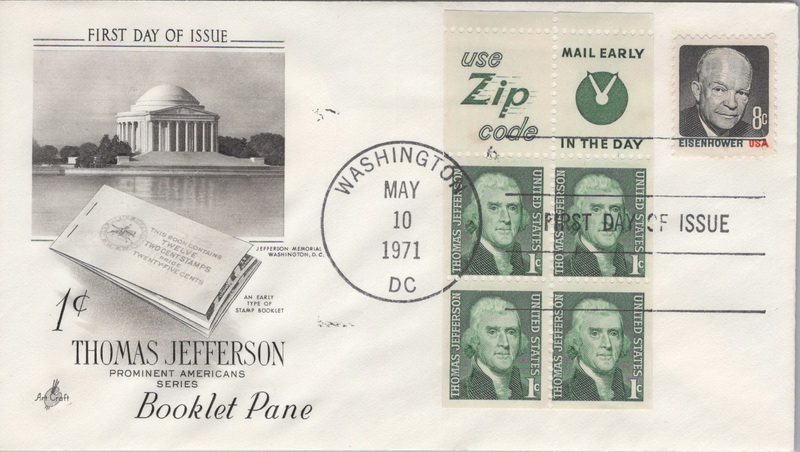 FIRST DAY OF ISSUE
THIS BOOK CONTAINS
TWELVE
TWO CENT STAMPS
PRICE
TWENTY-FIVE CENTS
JEFFERSON MEMORIAL
WASHINGTON, D.C.
AN EARLY
TYPE OF
STAMP BOOKLET
1¢
THOMAS JEFFERSON
PROMINENT AMERICANS
SERIES
Booklet Pane
Art Craft
WASHINGTON
MAY
10
1971
DC
use
Zip
code
MAIL EARLY
IN THE DAY
8c
EISENHOWER USA
FIRST DAY OF ISSUE
THOMAS JEFFERSON
UNITED STATES
1c
THOMAS JEFFERSON
UNITED STATES
1c
THOMAS JEFFERSON
UNITED STATES
1c
THOMAS JEFFERSON
UNITED STATES
1c